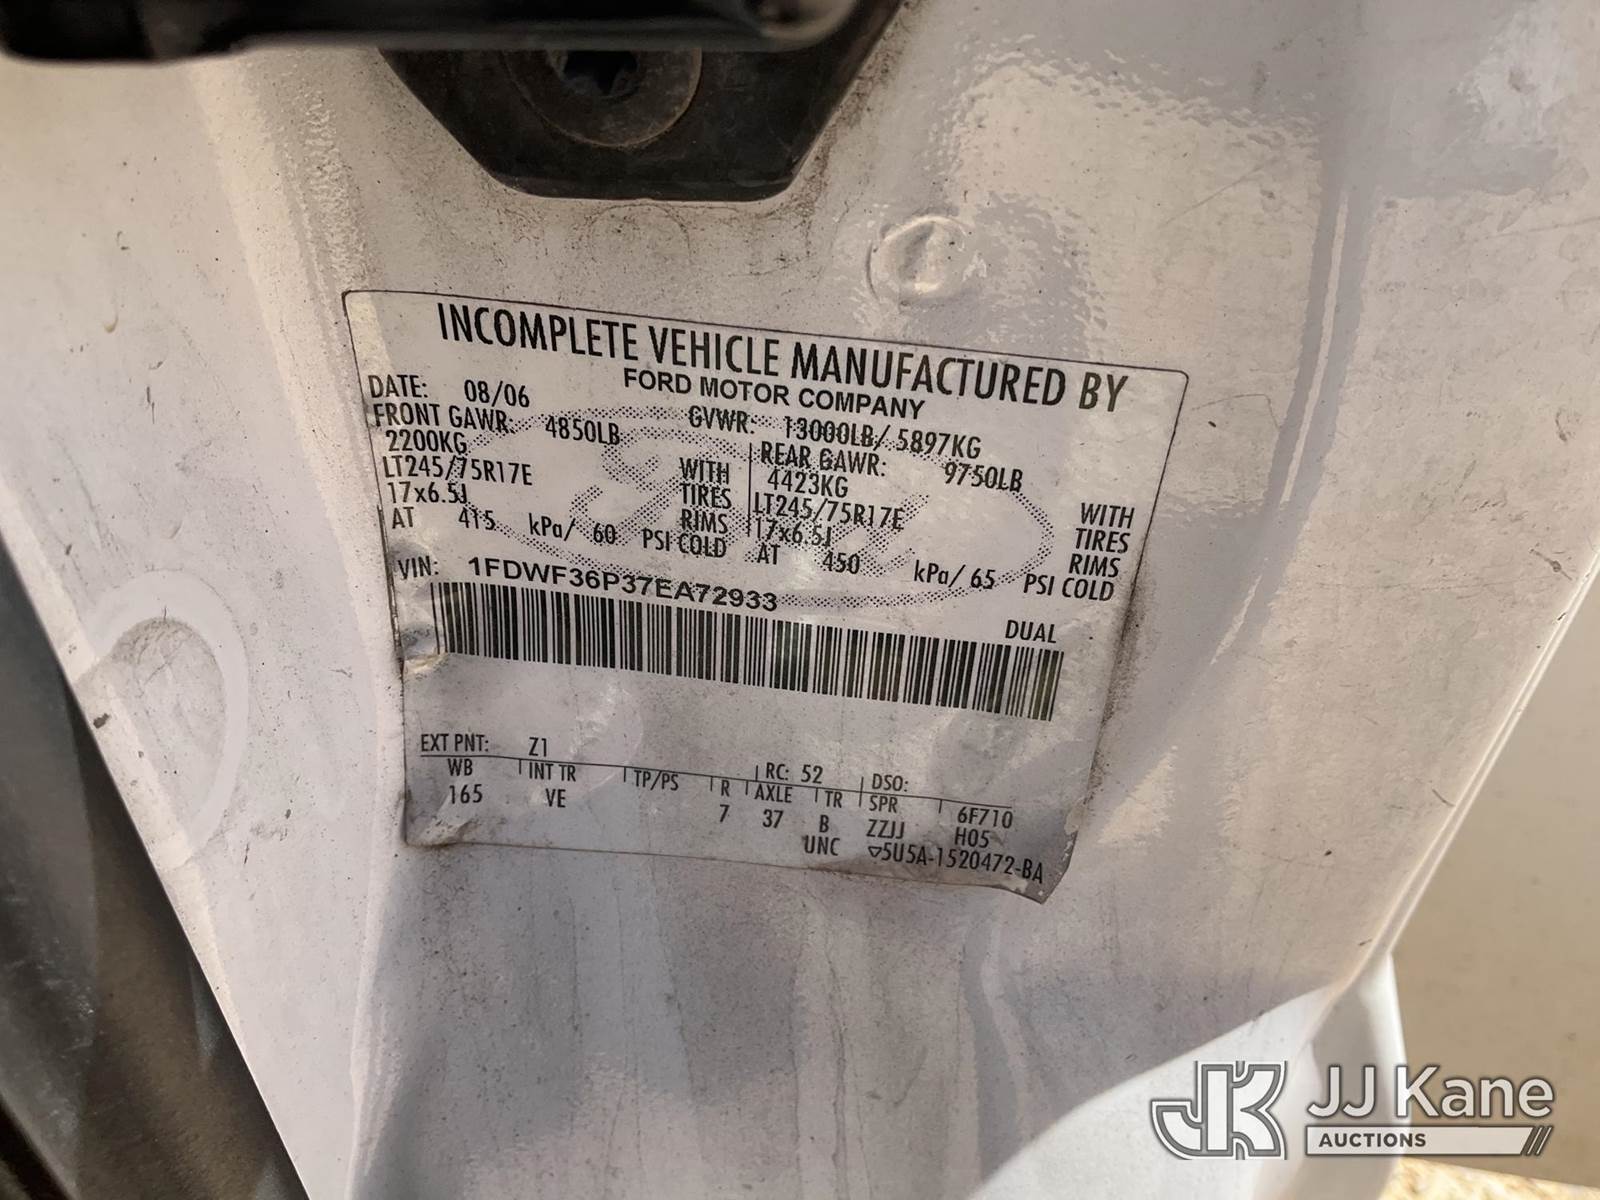 INCOMPLETE VEHICLE MANUFACTURED BY
FORD MOTOR COMPANY
DATE: 08/06 GVWR: 13000LB/ 5897KG
FRONT GAWR: 4850LB REAR GAWR: 9750LB
2200KG WITH 4423KG WITH
LT245/75R17E TIRES LT245/75R17E TIRES
17x6.5J RIMS 17x6.5J RIMS
AT 415 kPa/ 60 PSI COLD AT 450 kPa/ 65 PSI COLD
VIN: 1FDWF36P37EA72933
DUAL
EXT PNT: Z1 RC: 52 DSO:
WB INT TR TP/PS R AXLE TR SPR 6F710
165 VE 7 37 B ZZJJ H05
UNC ▽5U5A-1520472-BA
JK JJ Kane
AUCTIONS